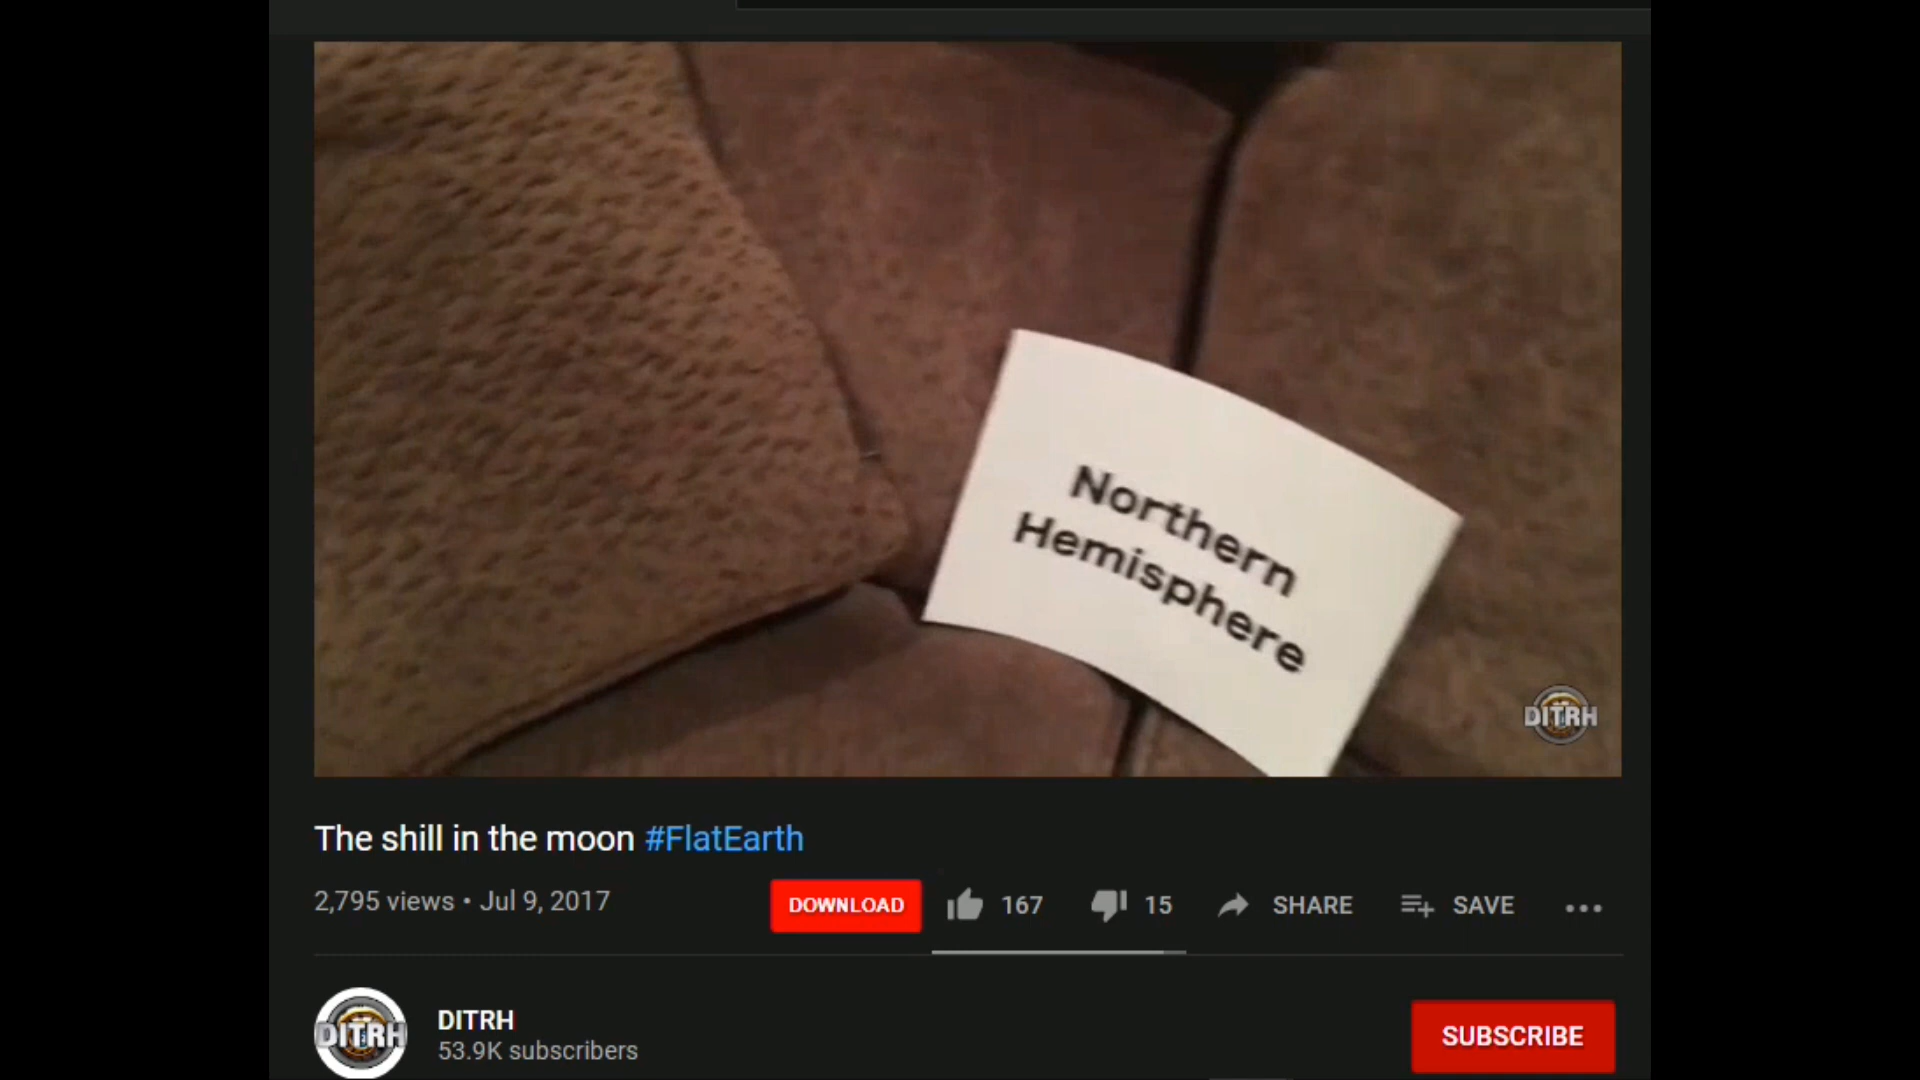 Northern
Hemisphere
DITRH
The shill in the moon #FlatEarth
2,795 views • Jul 9, 2017
DOWNLOAD
167
15
SHARE
SAVE
DITRH
DITRH
53.9K subscribers
SUBSCRIBE